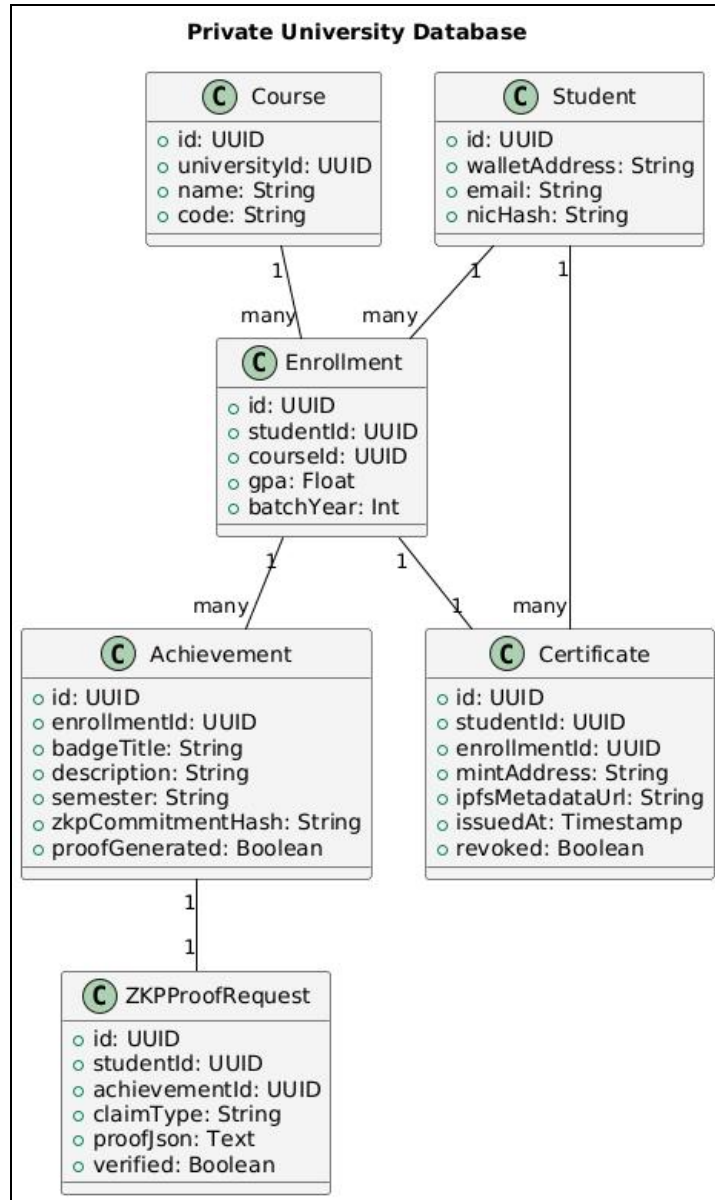 Private University Database
C Course
id: UUID
universityId: UUID
name: String
code: String
C Student
id: UUID
walletAddress: String
email: String
nicHash: String
1
many
1
many
1
many
C Enrollment
id: UUID
studentId: UUID
courseId: UUID
gpa: Float
batchYear: Int
1
many
1
1
C Achievement
id: UUID
enrollmentId: UUID
badgeTitle: String
description: String
semester: String
zkpCommitmentHash: String
proofGenerated: Boolean
C Certificate
id: UUID
studentId: UUID
enrollmentId: UUID
mintAddress: String
ipfsMetadataUrl: String
issuedAt: Timestamp
revoked: Boolean
1
1
C ZKPProofRequest
id: UUID
studentId: UUID
achievementId: UUID
claimType: String
proofJson: Text
verified: Boolean